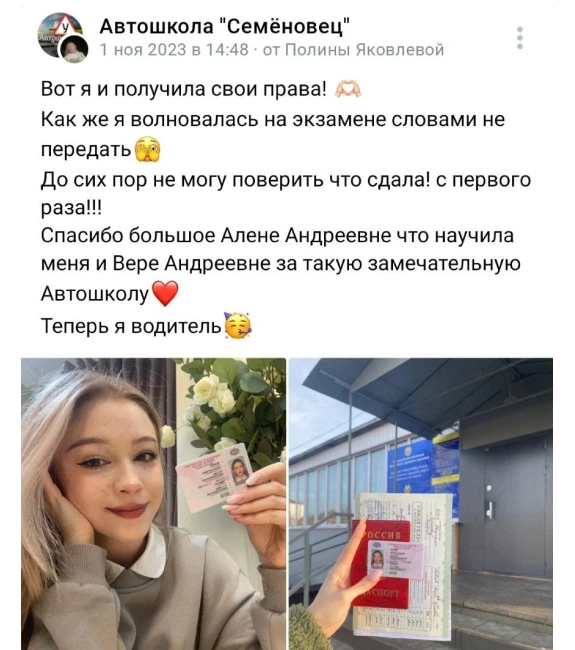 Автошкола "Семёновец"
1 ноя 2023 в 14:48 · от Полины Яковлевой
Вот я и получила свои права! 🫶🏻
Как же я волновалась на экзамене словами не
передать🫣
До сих пор не могу поверить что сдала! с первого
раза!!!
Спасибо большое Алене Андреевне что научила
меня и Вере Андреевне за такую замечательную
Автошколу❤️
Теперь я водитель🥳
РОССИЯ
ПАСПОРТ